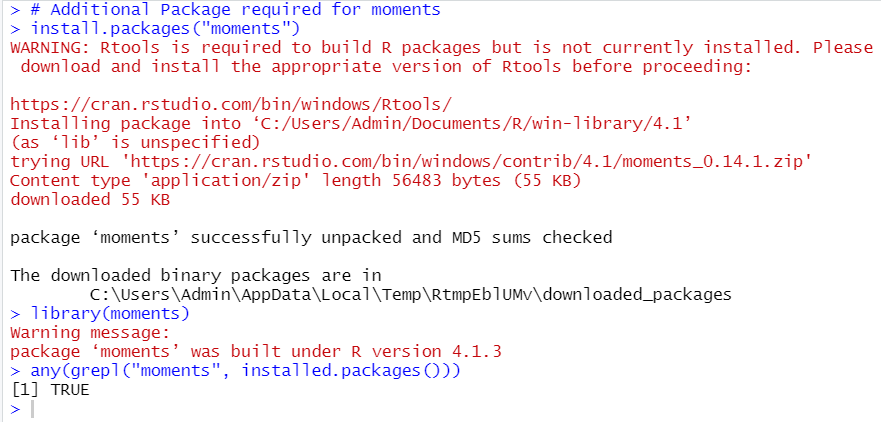 > # Additional Package required for moments
> install.packages("moments")
WARNING: Rtools is required to build R packages but is not currently installed. Please
 download and install the appropriate version of Rtools before proceeding:
https://cran.rstudio.com/bin/windows/Rtools/
Installing package into ‘C:/Users/Admin/Documents/R/win-library/4.1’
(as ‘lib’ is unspecified)
trying URL 'https://cran.rstudio.com/bin/windows/contrib/4.1/moments_0.14.1.zip'
Content type 'application/zip' length 56483 bytes (55 KB)
downloaded 55 KB
package ‘moments’ successfully unpacked and MD5 sums checked
The downloaded binary packages are in
        C:\Users\Admin\AppData\Local\Temp\RtmpEblUMv\downloaded_packages
> library(moments)
Warning message:
package ‘moments’ was built under R version 4.1.3
> any(grepl("moments", installed.packages()))
[1] TRUE
>